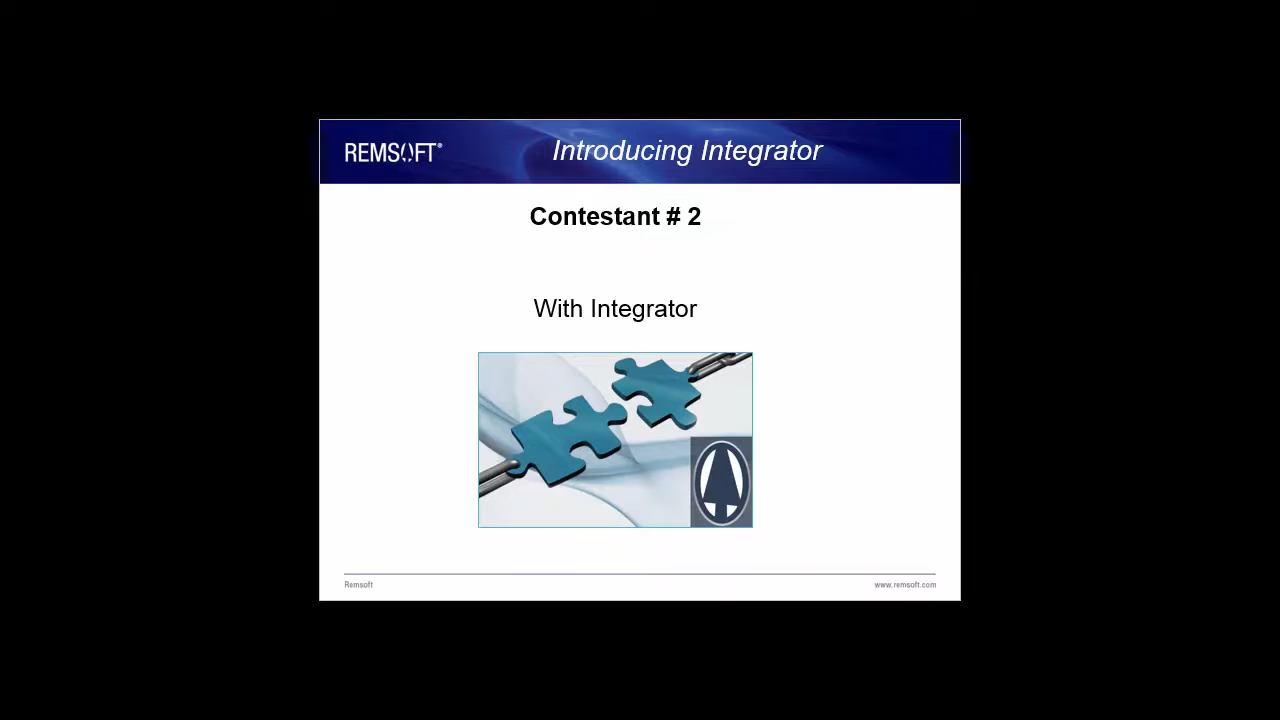 REMSOFT®
Introducing Integrator
Contestant # 2
With Integrator
Remsoft
www.remsoft.com